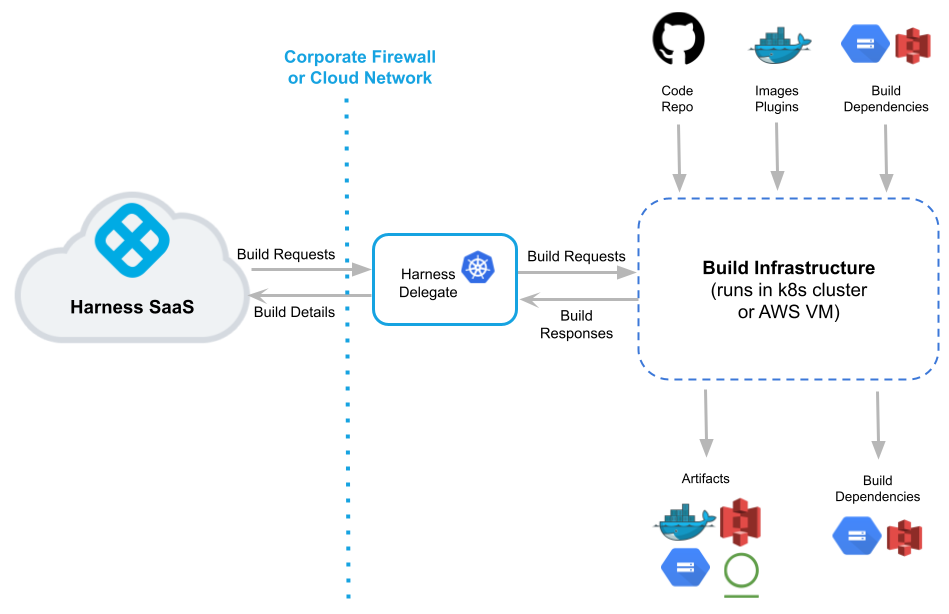 Corporate Firewall
or Cloud Network
Code
Repo
Images
Plugins
Build
Dependencies
Harness SaaS
Build Requests
Build Details
Harness
Delegate
Build Requests
Build
Responses
Build Infrastructure
(runs in k8s cluster
or AWS VM)
Artifacts
Build
Dependencies